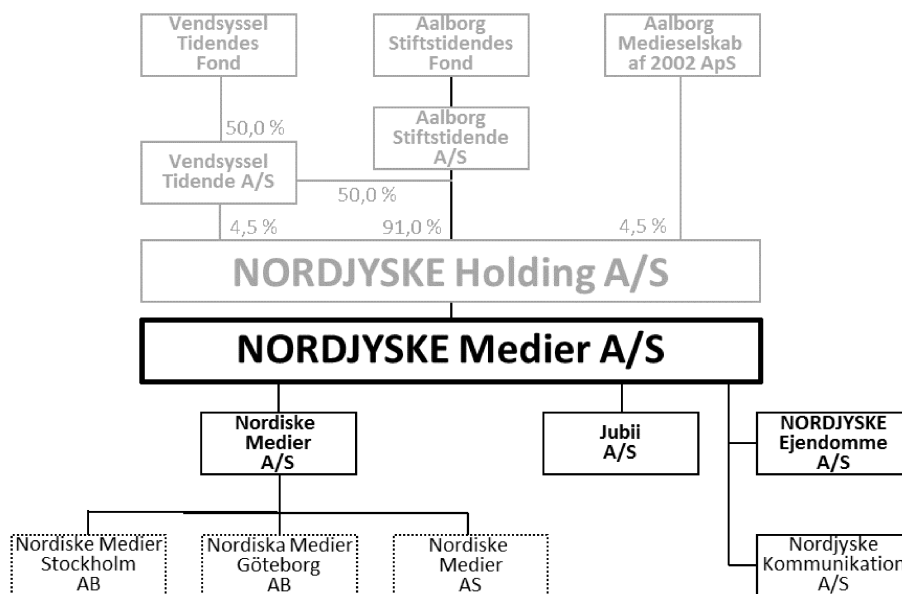 Vendsyssel
Tidendes
Fond
Aalborg
Stiftstidendes
Fond
Aalborg
Medieselskab
af 2002 ApS
50,0 %
Aalborg
Stiftstidende
A/S
Vendsyssel
Tidende A/S
50,0 %
4,5 %
91,0 %
4,5 %
NORDJYSKE Holding A/S
NORDJYSKE Medier A/S
Nordiske
Medier
A/S
Jubii
A/S
NORDJYSKE
Ejendomme
A/S
Nordiske Medier
Stockholm
AB
Nordiska Medier
Göteborg
AB
Nordiske
Medier
AS
Nordjyske
Kommunikation
A/S